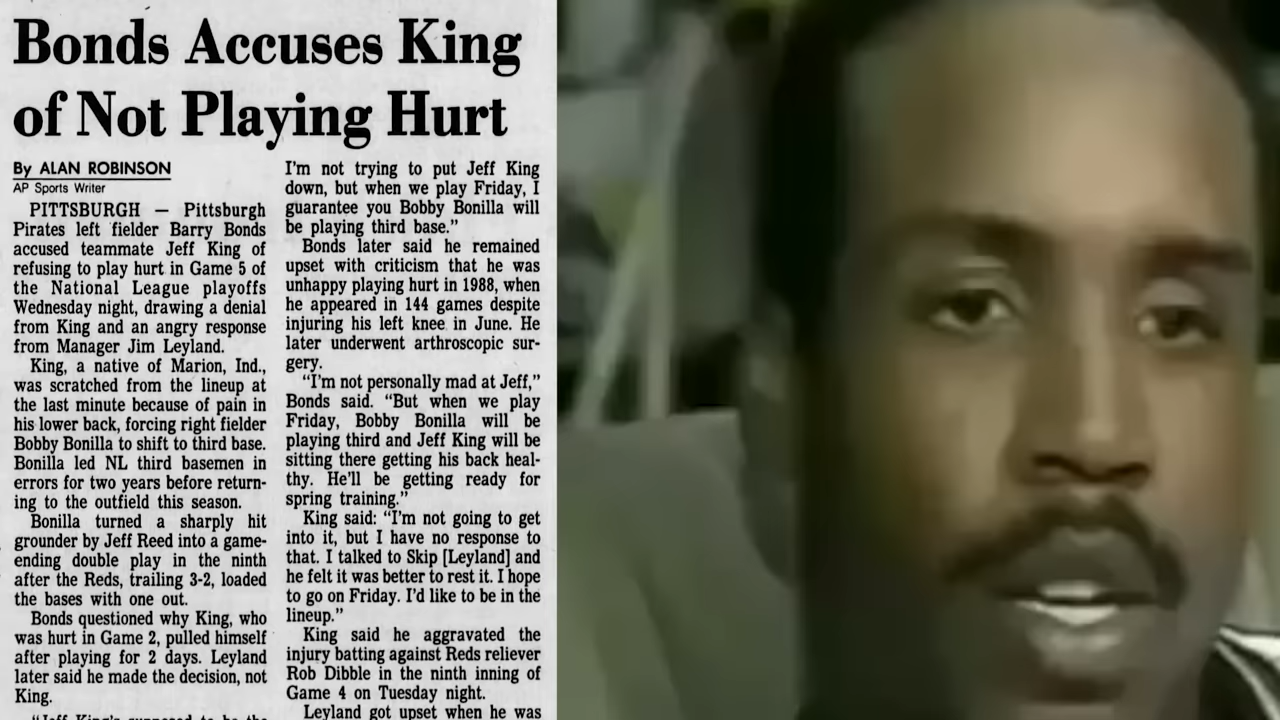 Bonds Accuses King
of Not Playing Hurt
By ALAN ROBINSON
AP Sports Writer
PITTSBURGH — Pittsburgh
Pirates left fielder Barry Bonds
accused teammate Jeff King of
refusing to play hurt in Game 5 of
the National League playoffs
Wednesday night, drawing a denial
from King and an angry response
from Manager Jim Leyland.
King, a native of Marion, Ind.,
was scratched from the lineup at
the last minute because of pain in
his lower back, forcing right fielder
Bobby Bonilla to shift to third base.
Bonilla led NL third basemen in
errors for two years before return-
ing to the outfield this season.
Bonilla turned a sharply hit
grounder by Jeff Reed into a game-
ending double play in the ninth
after the Reds, trailing 3-2, loaded
the bases with one out.
Bonds questioned why King, who
was hurt in Game 2, pulled himself
after playing for 2 days. Leyland
later said he made the decision, not
King.
"Jeff King's supposed to be the
I'm not trying to put Jeff King
down, but when we play Friday, I
guarantee you Bobby Bonilla will
be playing third base."
Bonds later said he remained
upset with criticism that he was
unhappy playing hurt in 1988, when
he appeared in 144 games despite
injuring his left knee in June. He
later underwent arthroscopic sur-
gery.
"I'm not personally mad at Jeff,"
Bonds said. "But when we play
Friday, Bobby Bonilla will be
playing third and Jeff King will be
sitting there getting his back heal-
thy. He'll be getting ready for
spring training."
King said: "I'm not going to get
into it, but I have no response to
that. I talked to Skip [Leyland] and
he felt it was better to rest it. I hope
to go on Friday. I'd like to be in the
lineup."
King said he aggravated the
injury batting against Reds reliever
Rob Dibble in the ninth inning of
Game 4 on Tuesday night.
Leyland got upset when he was